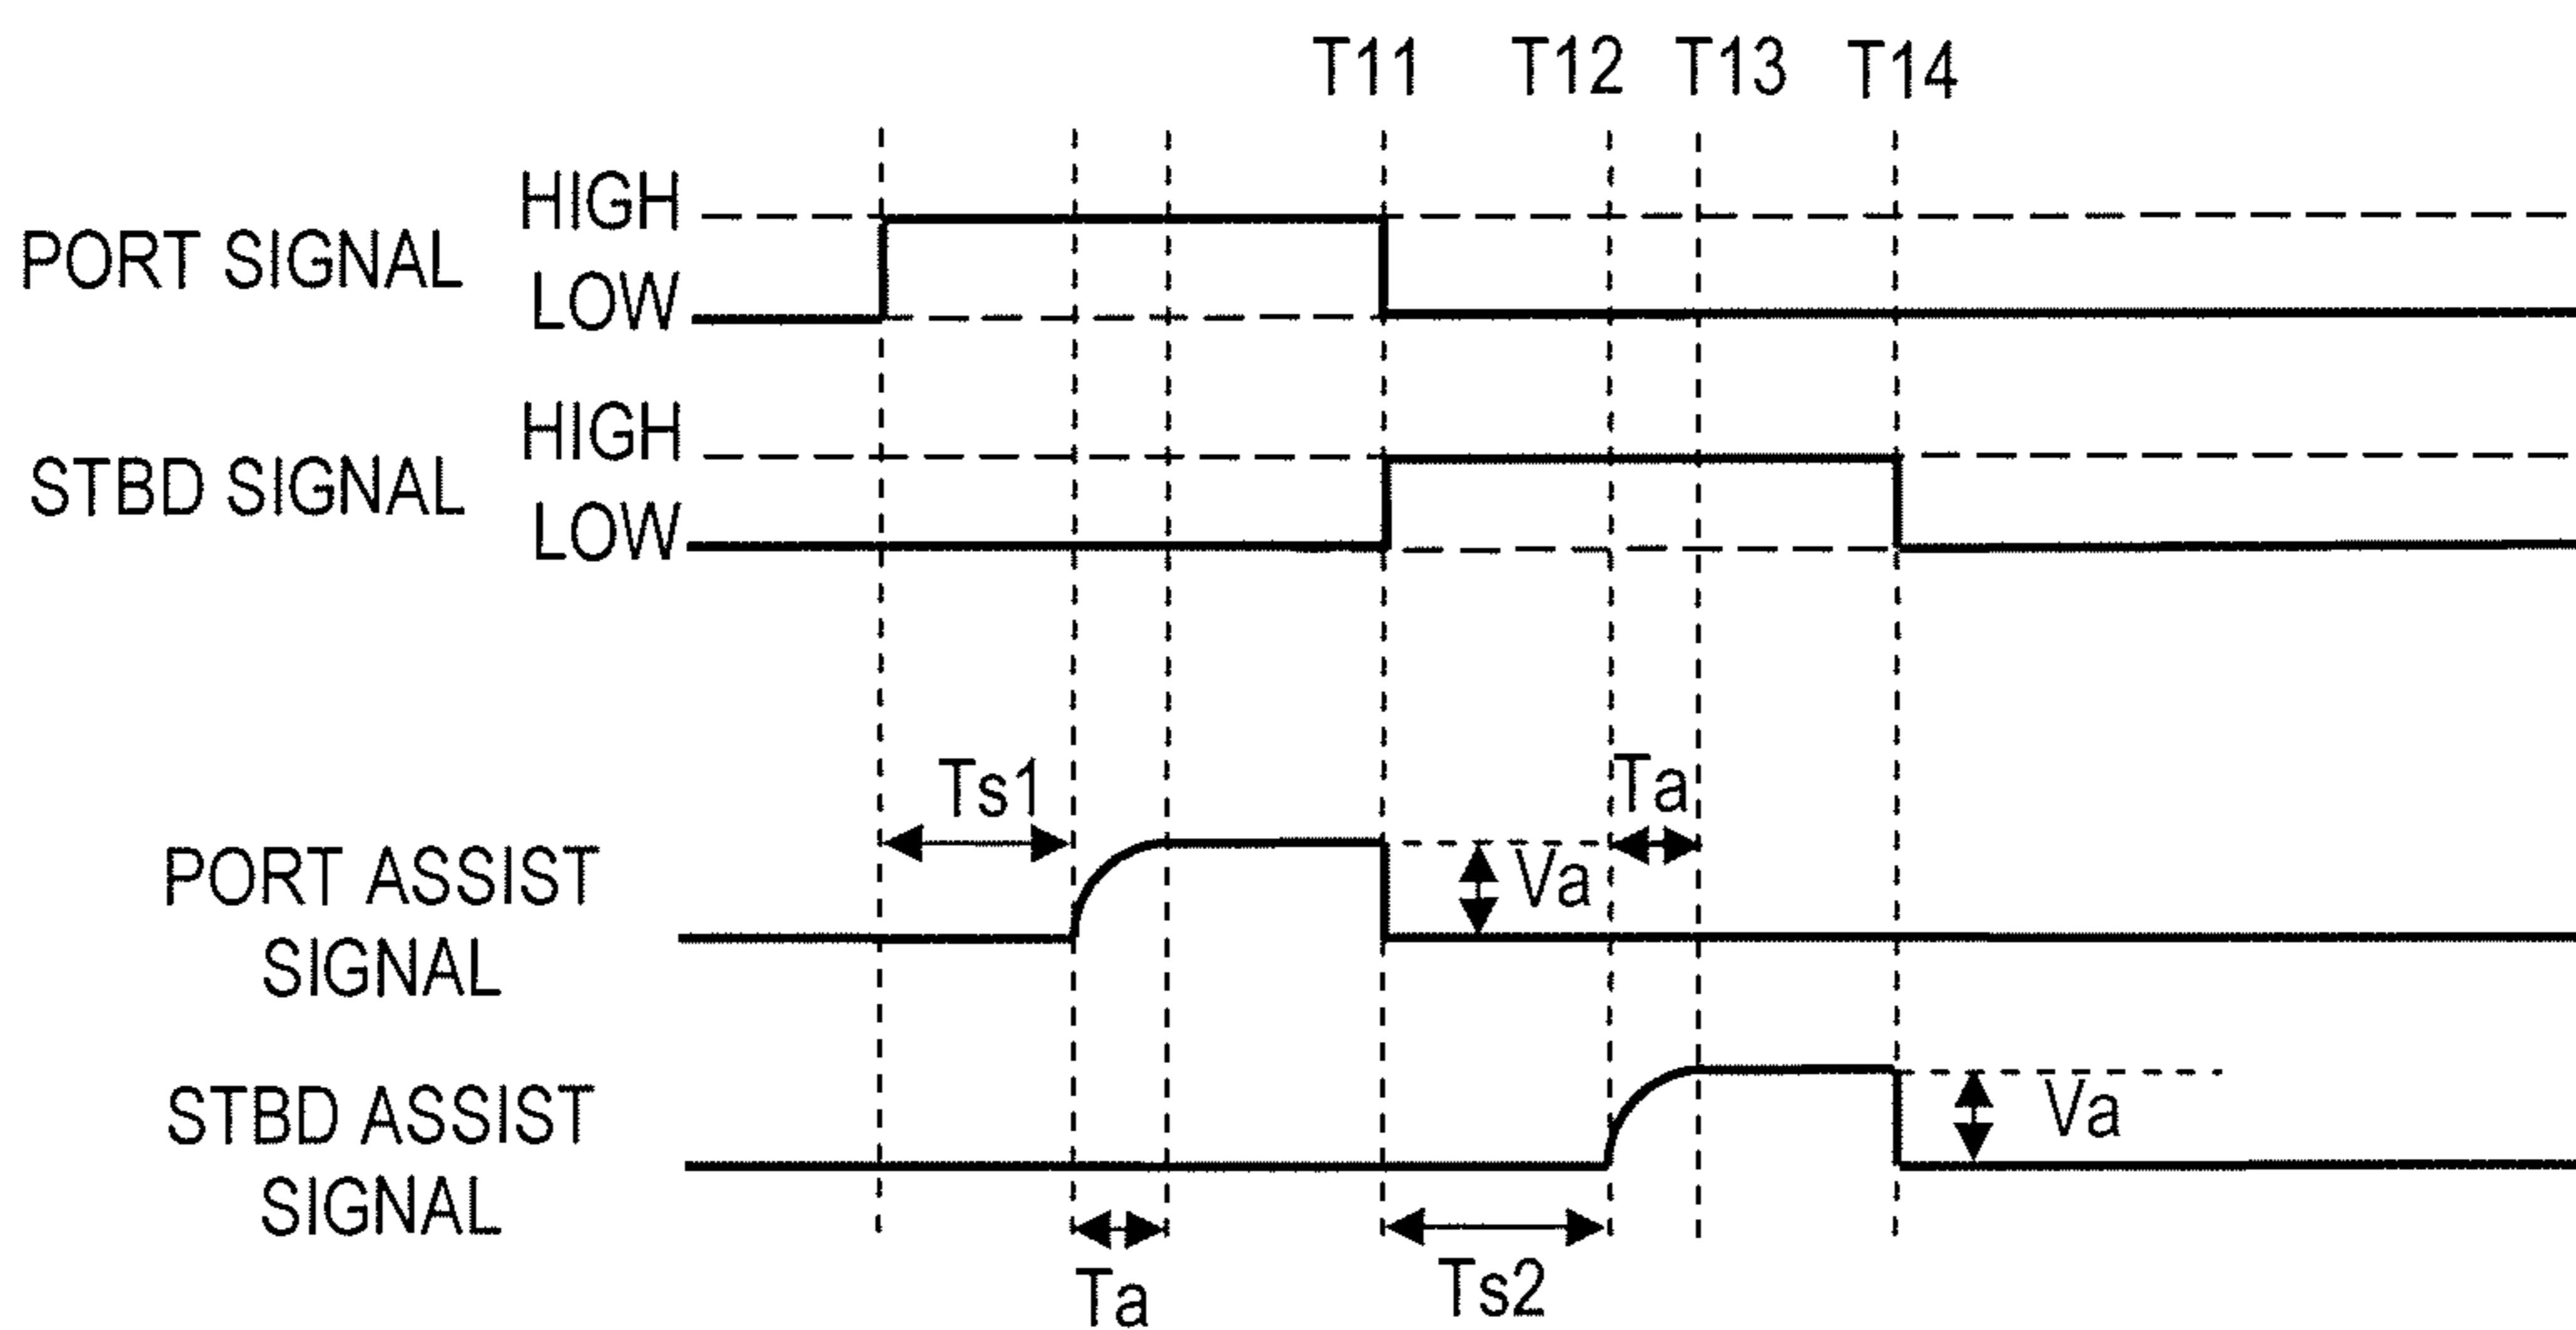 T11 T12 T13 T14
HIGH
PORT SIGNAL
LOW
HIGH
STBD SIGNAL
LOW
Ts1
Ta
PORT ASSIST
SIGNAL
Va
STBD ASSIST
SIGNAL
Va
Ta
Ts2